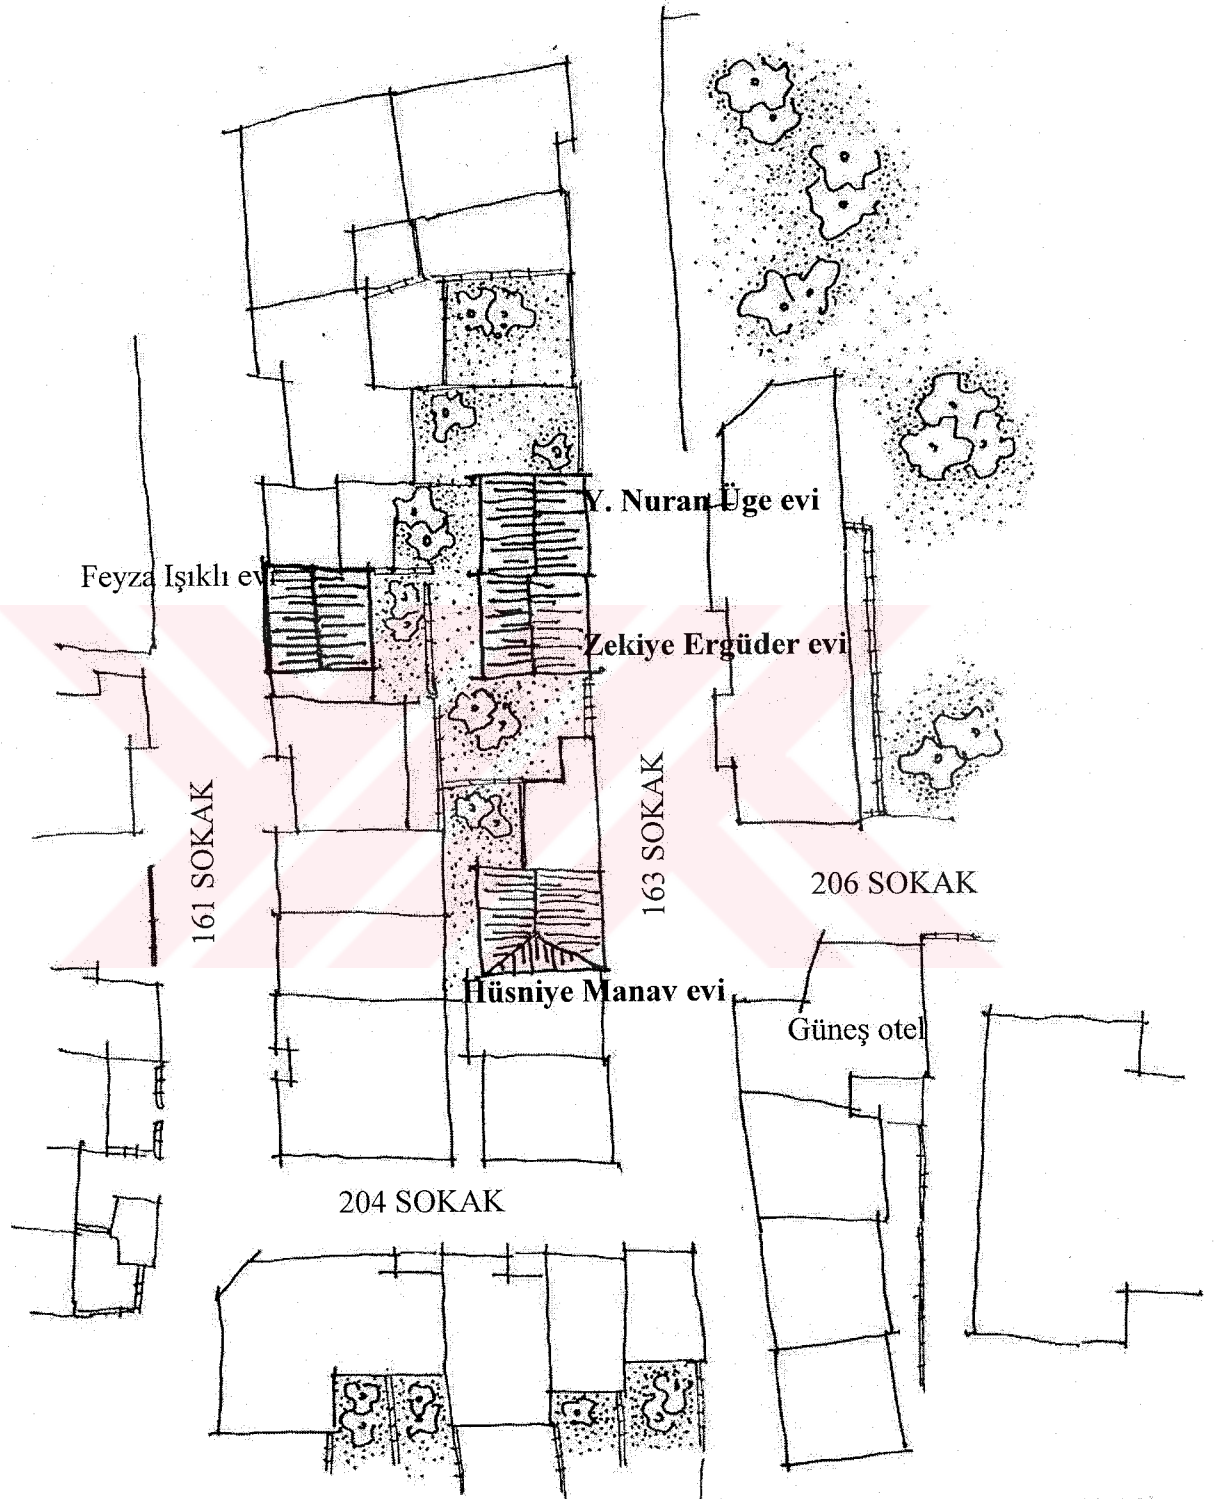 Y. Nuran Üge evi
Feyza Işıklı evi
Zekiye Ergüder evi
161 SOKAK
163 SOKAK
206 SOKAK
Hüsniye Manav evi
Güneş otel
204 SOKAK